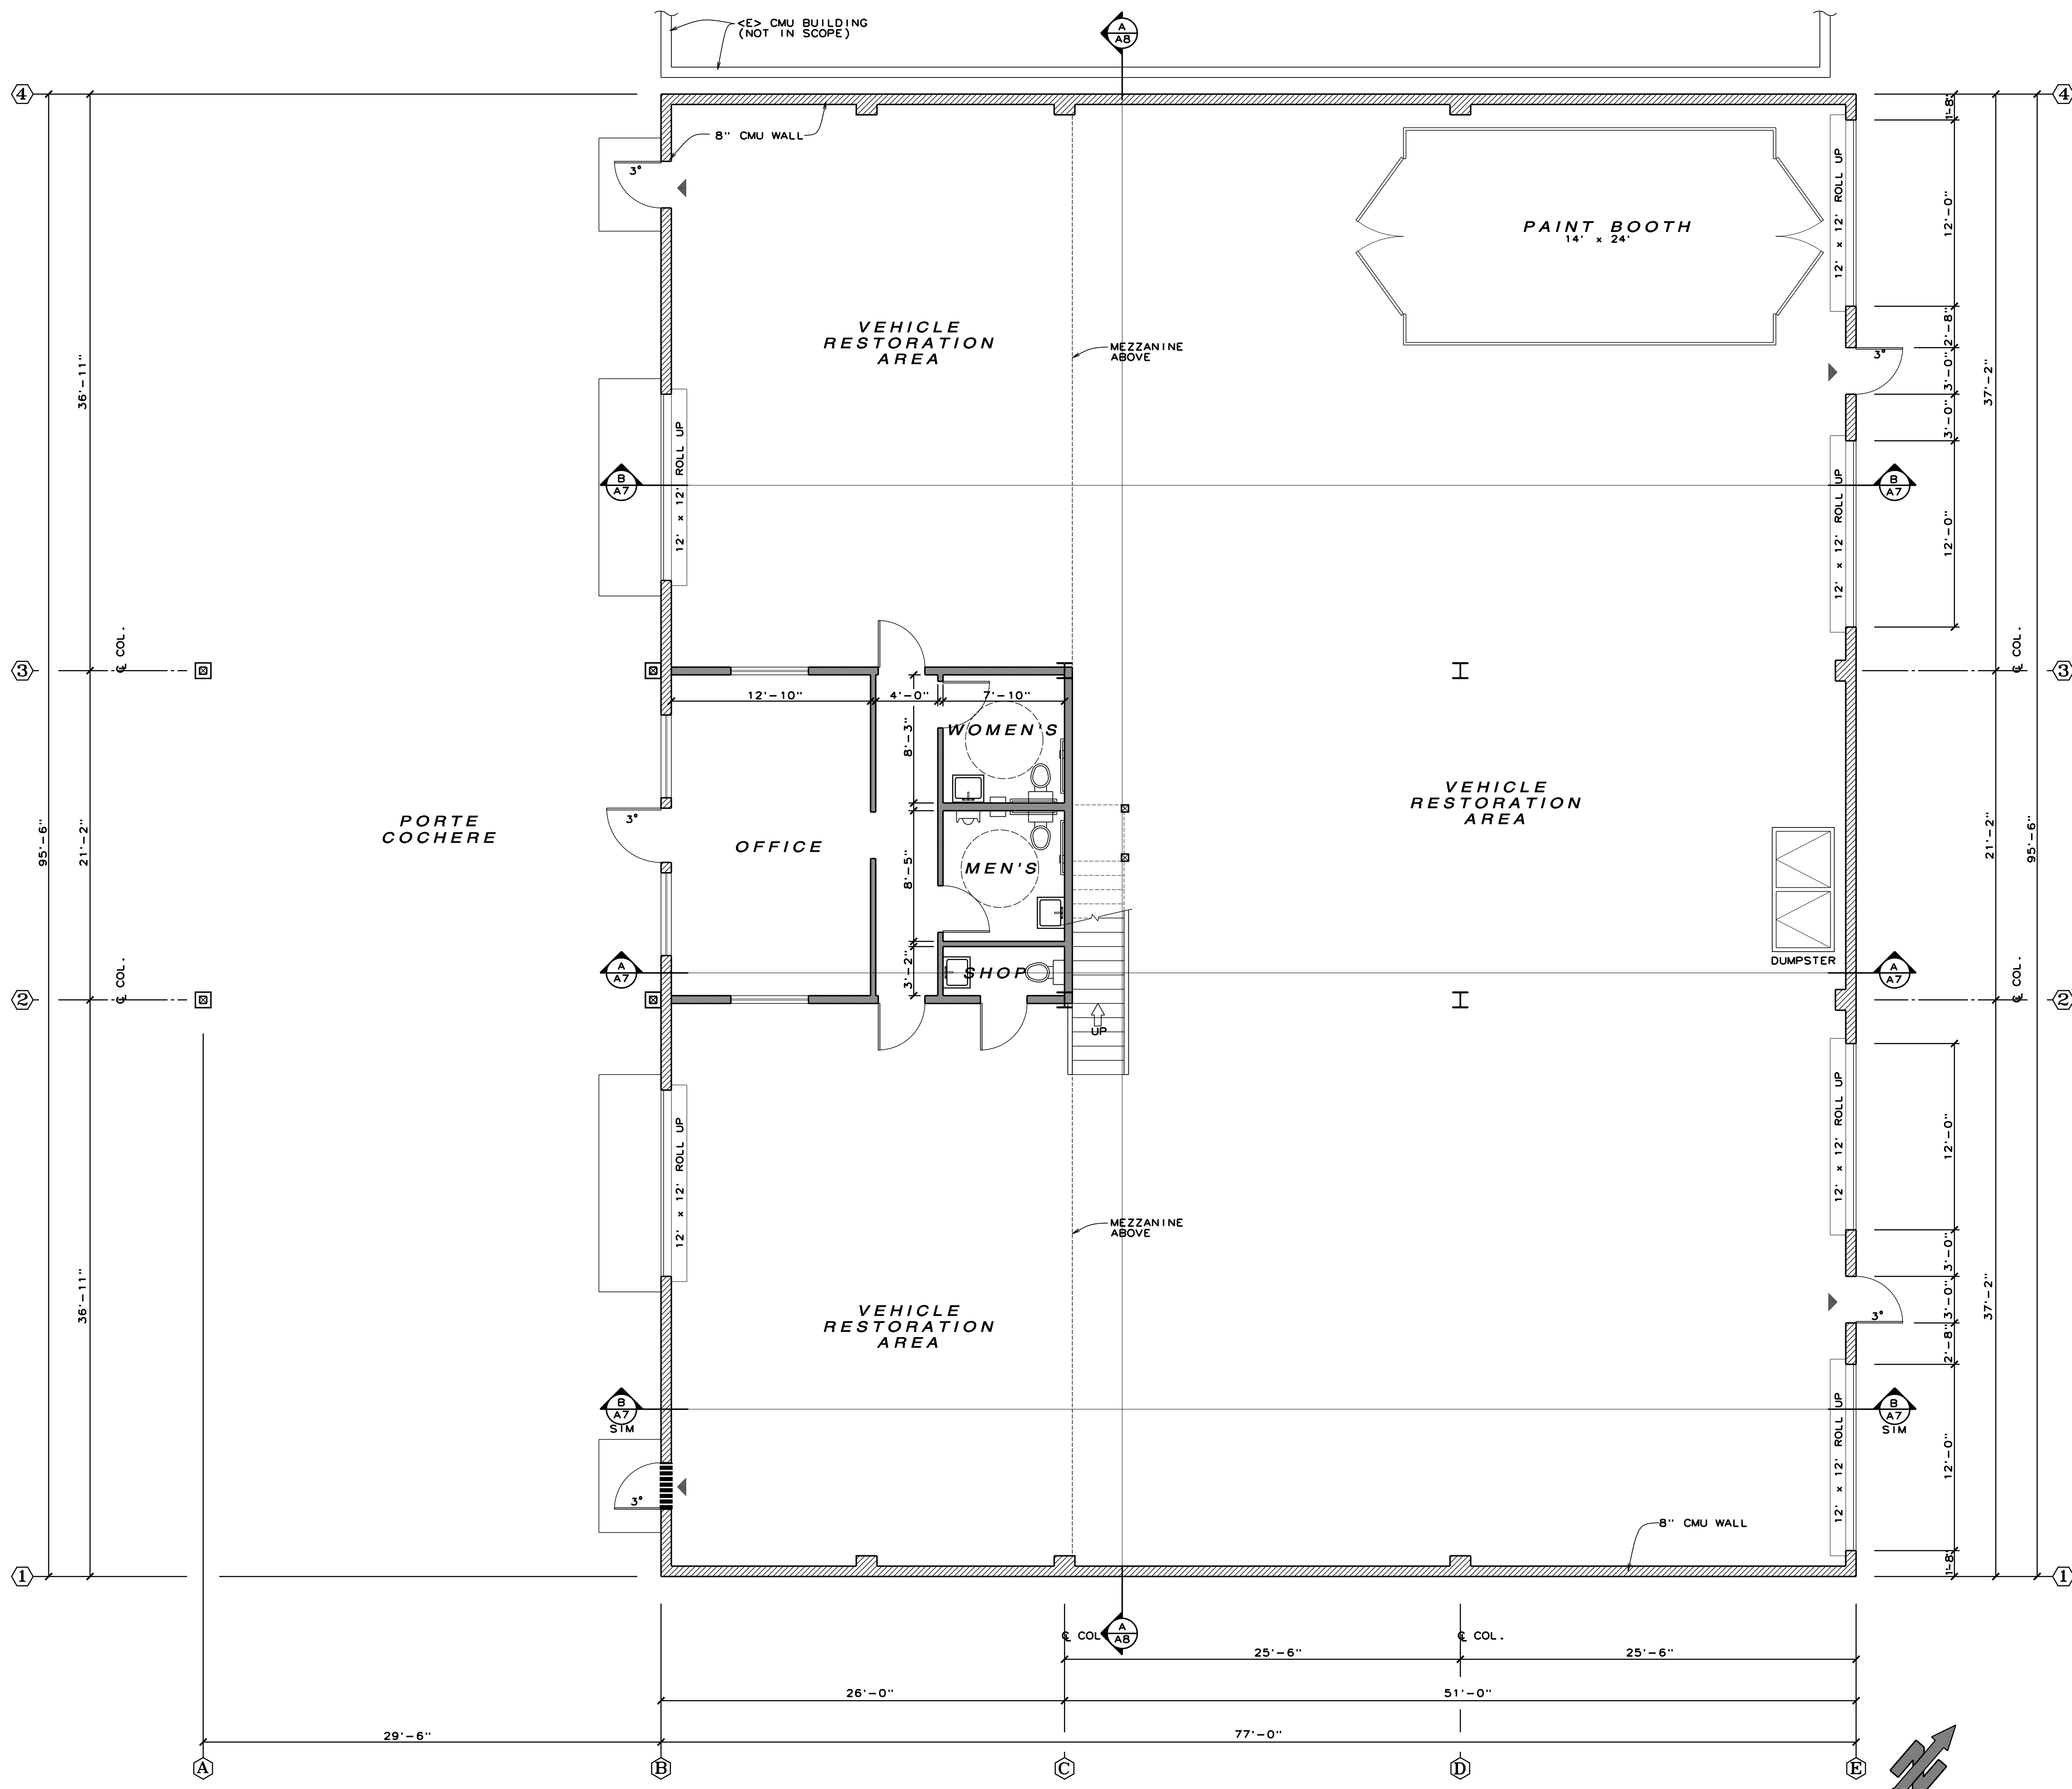 <E> CMU BUILDING
(NOT IN SCOPE)
A
A8
4
4
8" CMU WALL
3°
1'-8"
12' × 12' ROLL UP
12'-0"
PAINT BOOTH
14' × 24'
VEHICLE
RESTORATION
AREA
MEZZANINE
ABOVE
2'-8"
3°
3'-0"
36'-11"
37'-2"
3'-0"
12' × 12' ROLL UP
12' × 12' ROLL UP
B
A7
B
A7
12'-0"
℄ COL.
℄ COL.
3
3
12'-10"
4'-0"
7'-10"
WOMEN'S
8'-3"
VEHICLE
RESTORATION
AREA
PORTE
COCHERE
3°
OFFICE
95'-6"
21'-2"
21'-2"
95'-6"
8'-5"
MEN'S
DUMPSTER
3'-2"
SHOP
A
A7
A
A7
℄ COL.
℄ COL.
2
2
UP
12' × 12' ROLL UP
12' × 12' ROLL UP
12'-0"
MEZZANINE
ABOVE
3'-0"
36'-11"
37'-2"
3'-0"
3°
VEHICLE
RESTORATION
AREA
2'-8"
B
A7
SIM
B
A7
SIM
12' × 12' ROLL UP
12'-0"
3°
8" CMU WALL
1'-8"
1
1
℄ COL
A
A8
℄ COL.
25'-6"
25'-6"
26'-0"
51'-0"
29'-6"
77'-0"
A
B
C
D
E